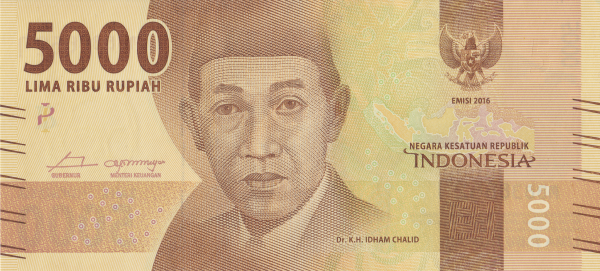 5000
LIMA RIBU RUPIAH
EMISI 2016
NEGARA KESATUAN REPUBLIK
INDONESIA
GUBERNUR
MENTERI KEUANGAN
5000
Dr. K.H. IDHAM CHALID